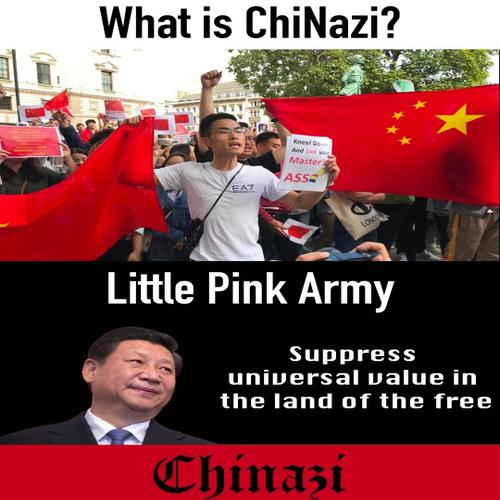 What is ChiNazi?
Kneel Down
And Lick your
Master's
ASS
EA7
LONDON
Little Pink Army
Suppress
universal value in
the land of the free
Chinazi